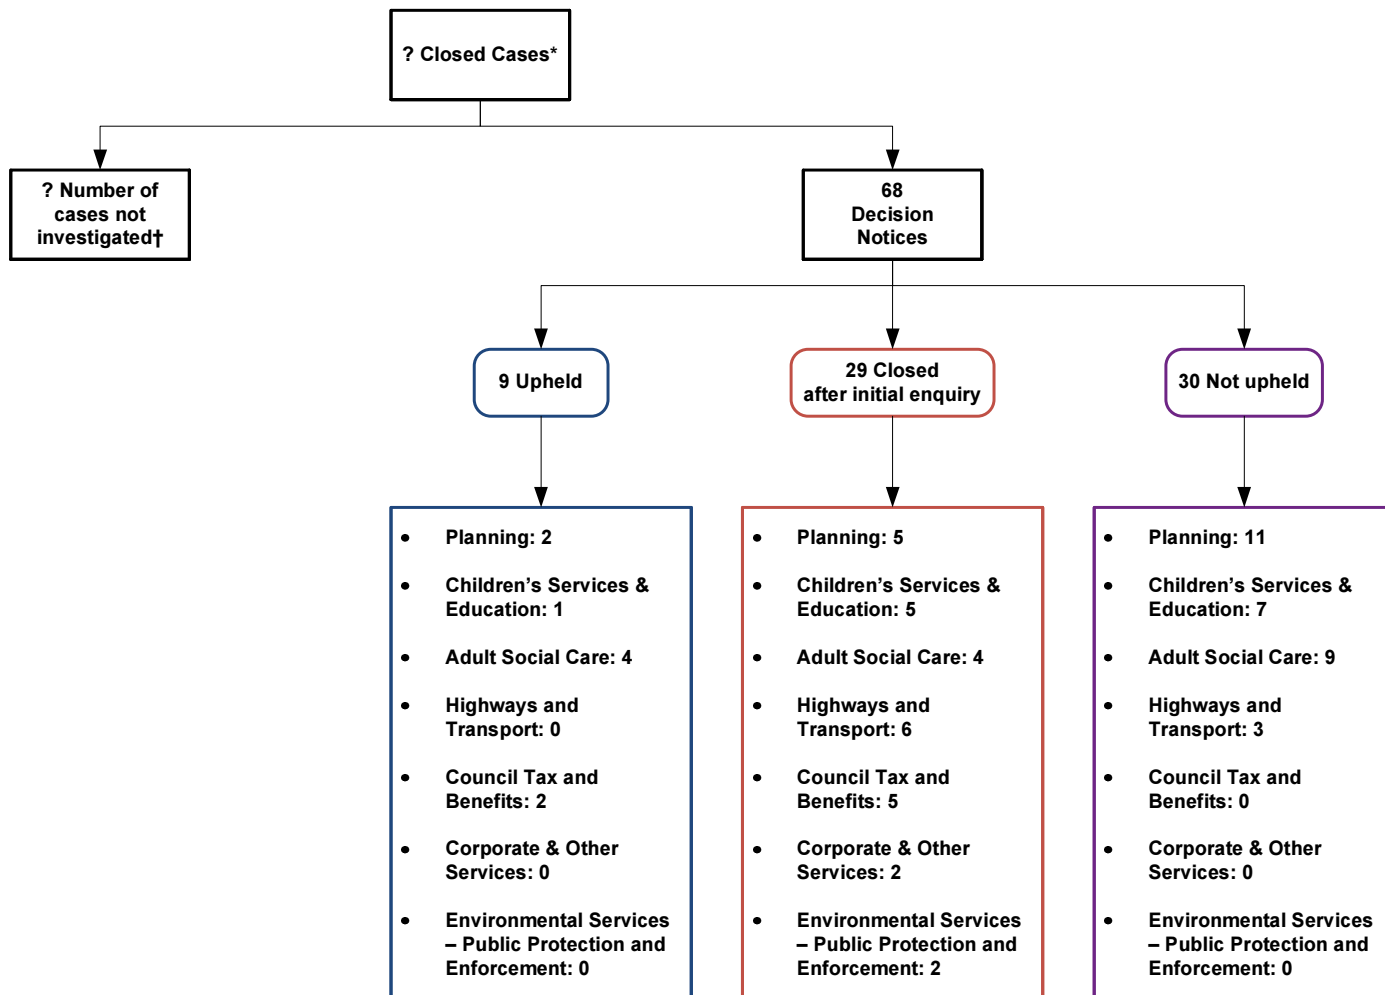 ? Closed Cases*
? Number of
cases not
investigated†
68
Decision
Notices
9 Upheld
29 Closed
after initial enquiry
30 Not upheld
• Planning: 2
• Children’s Services &
Education: 1
• Adult Social Care: 4
• Highways and
Transport: 0
• Council Tax and
Benefits: 2
• Corporate & Other
Services: 0
• Environmental Services
– Public Protection and
Enforcement: 0
• Planning: 5
• Children’s Services &
Education: 5
• Adult Social Care: 4
• Highways and
Transport: 6
• Council Tax and
Benefits: 5
• Corporate & Other
Services: 2
• Environmental Services
– Public Protection and
Enforcement: 2
• Planning: 11
• Children’s Services &
Education: 7
• Adult Social Care: 9
• Highways and
Transport: 3
• Council Tax and
Benefits: 0
• Corporate & Other
Services: 0
• Environmental Services
– Public Protection and
Enforcement: 0